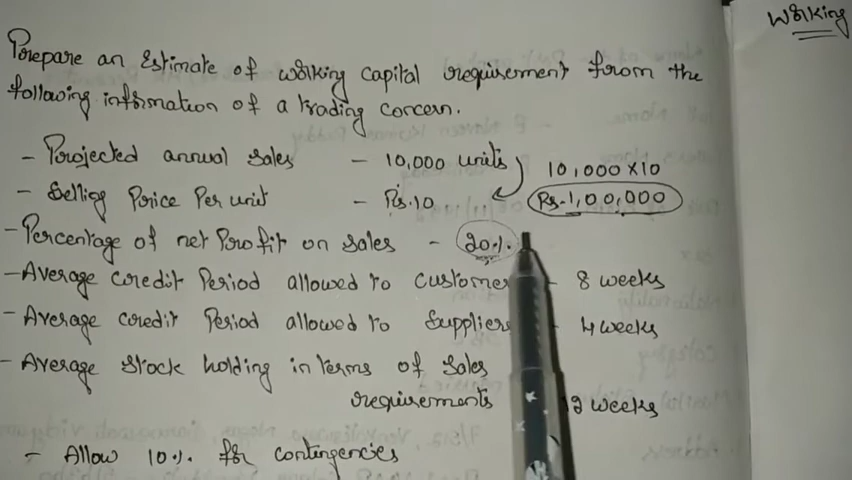 Working
Prepare an Estimate of working capital requirement from the
following information of a trading concern.
- Projected annual sales - 10,000 units
10,000 x 10
- Selling Price Per unit - Rs.10
Rs.1,00,000
- Percentage of net Profit on sales - 20%.
- Average credit Period allowed to customer - 8 weeks
- Average credit Period allowed to Suppliers - 4 weeks
- Average stock holding in terms of sales
requirements 12 weeks
- Allow 10%. for contingencies